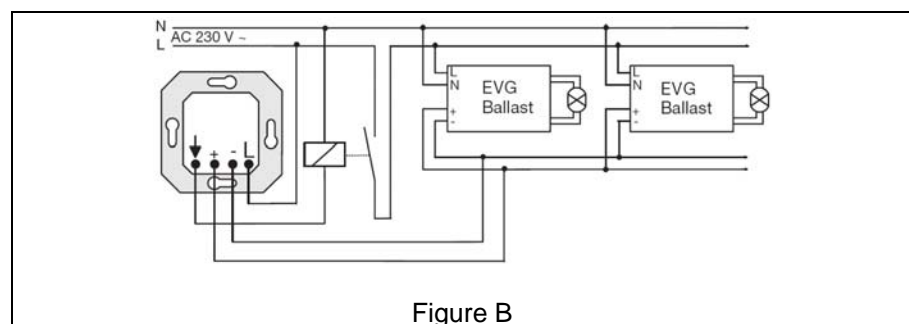 N
L AC 230 V ~
↓ + - L
L
N
+
-
EVG
Ballast
L
N
+
-
EVG
Ballast
Figure B